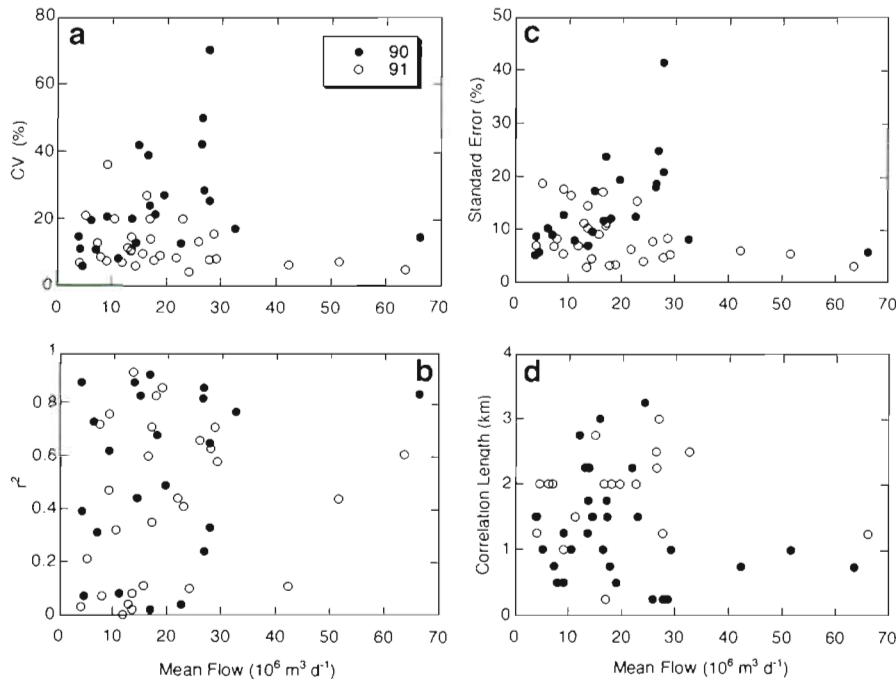 a
90
91
80
60
40
20
0
CV (%)
0 10 20 30 40 50 60 70
c
50
40
30
20
10
0
Standard Error (%)
0 10 20 30 40 50 60 70
b
1
0.8
0.6
0.4
0.2
0
r²
0 10 20 30 40 50 60 70
Mean Flow (10⁶ m³ d⁻¹)
d
4
3
2
1
0
Correlation Length (km)
0 10 20 30 40 50 60 70
Mean Flow (10⁶ m³ d⁻¹)